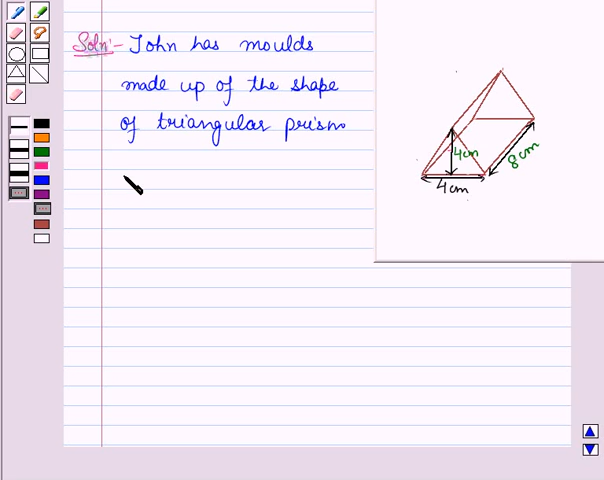 Soln:- John has moulds
made up of the shape
of triangular prism
4cm
8cm
4cm